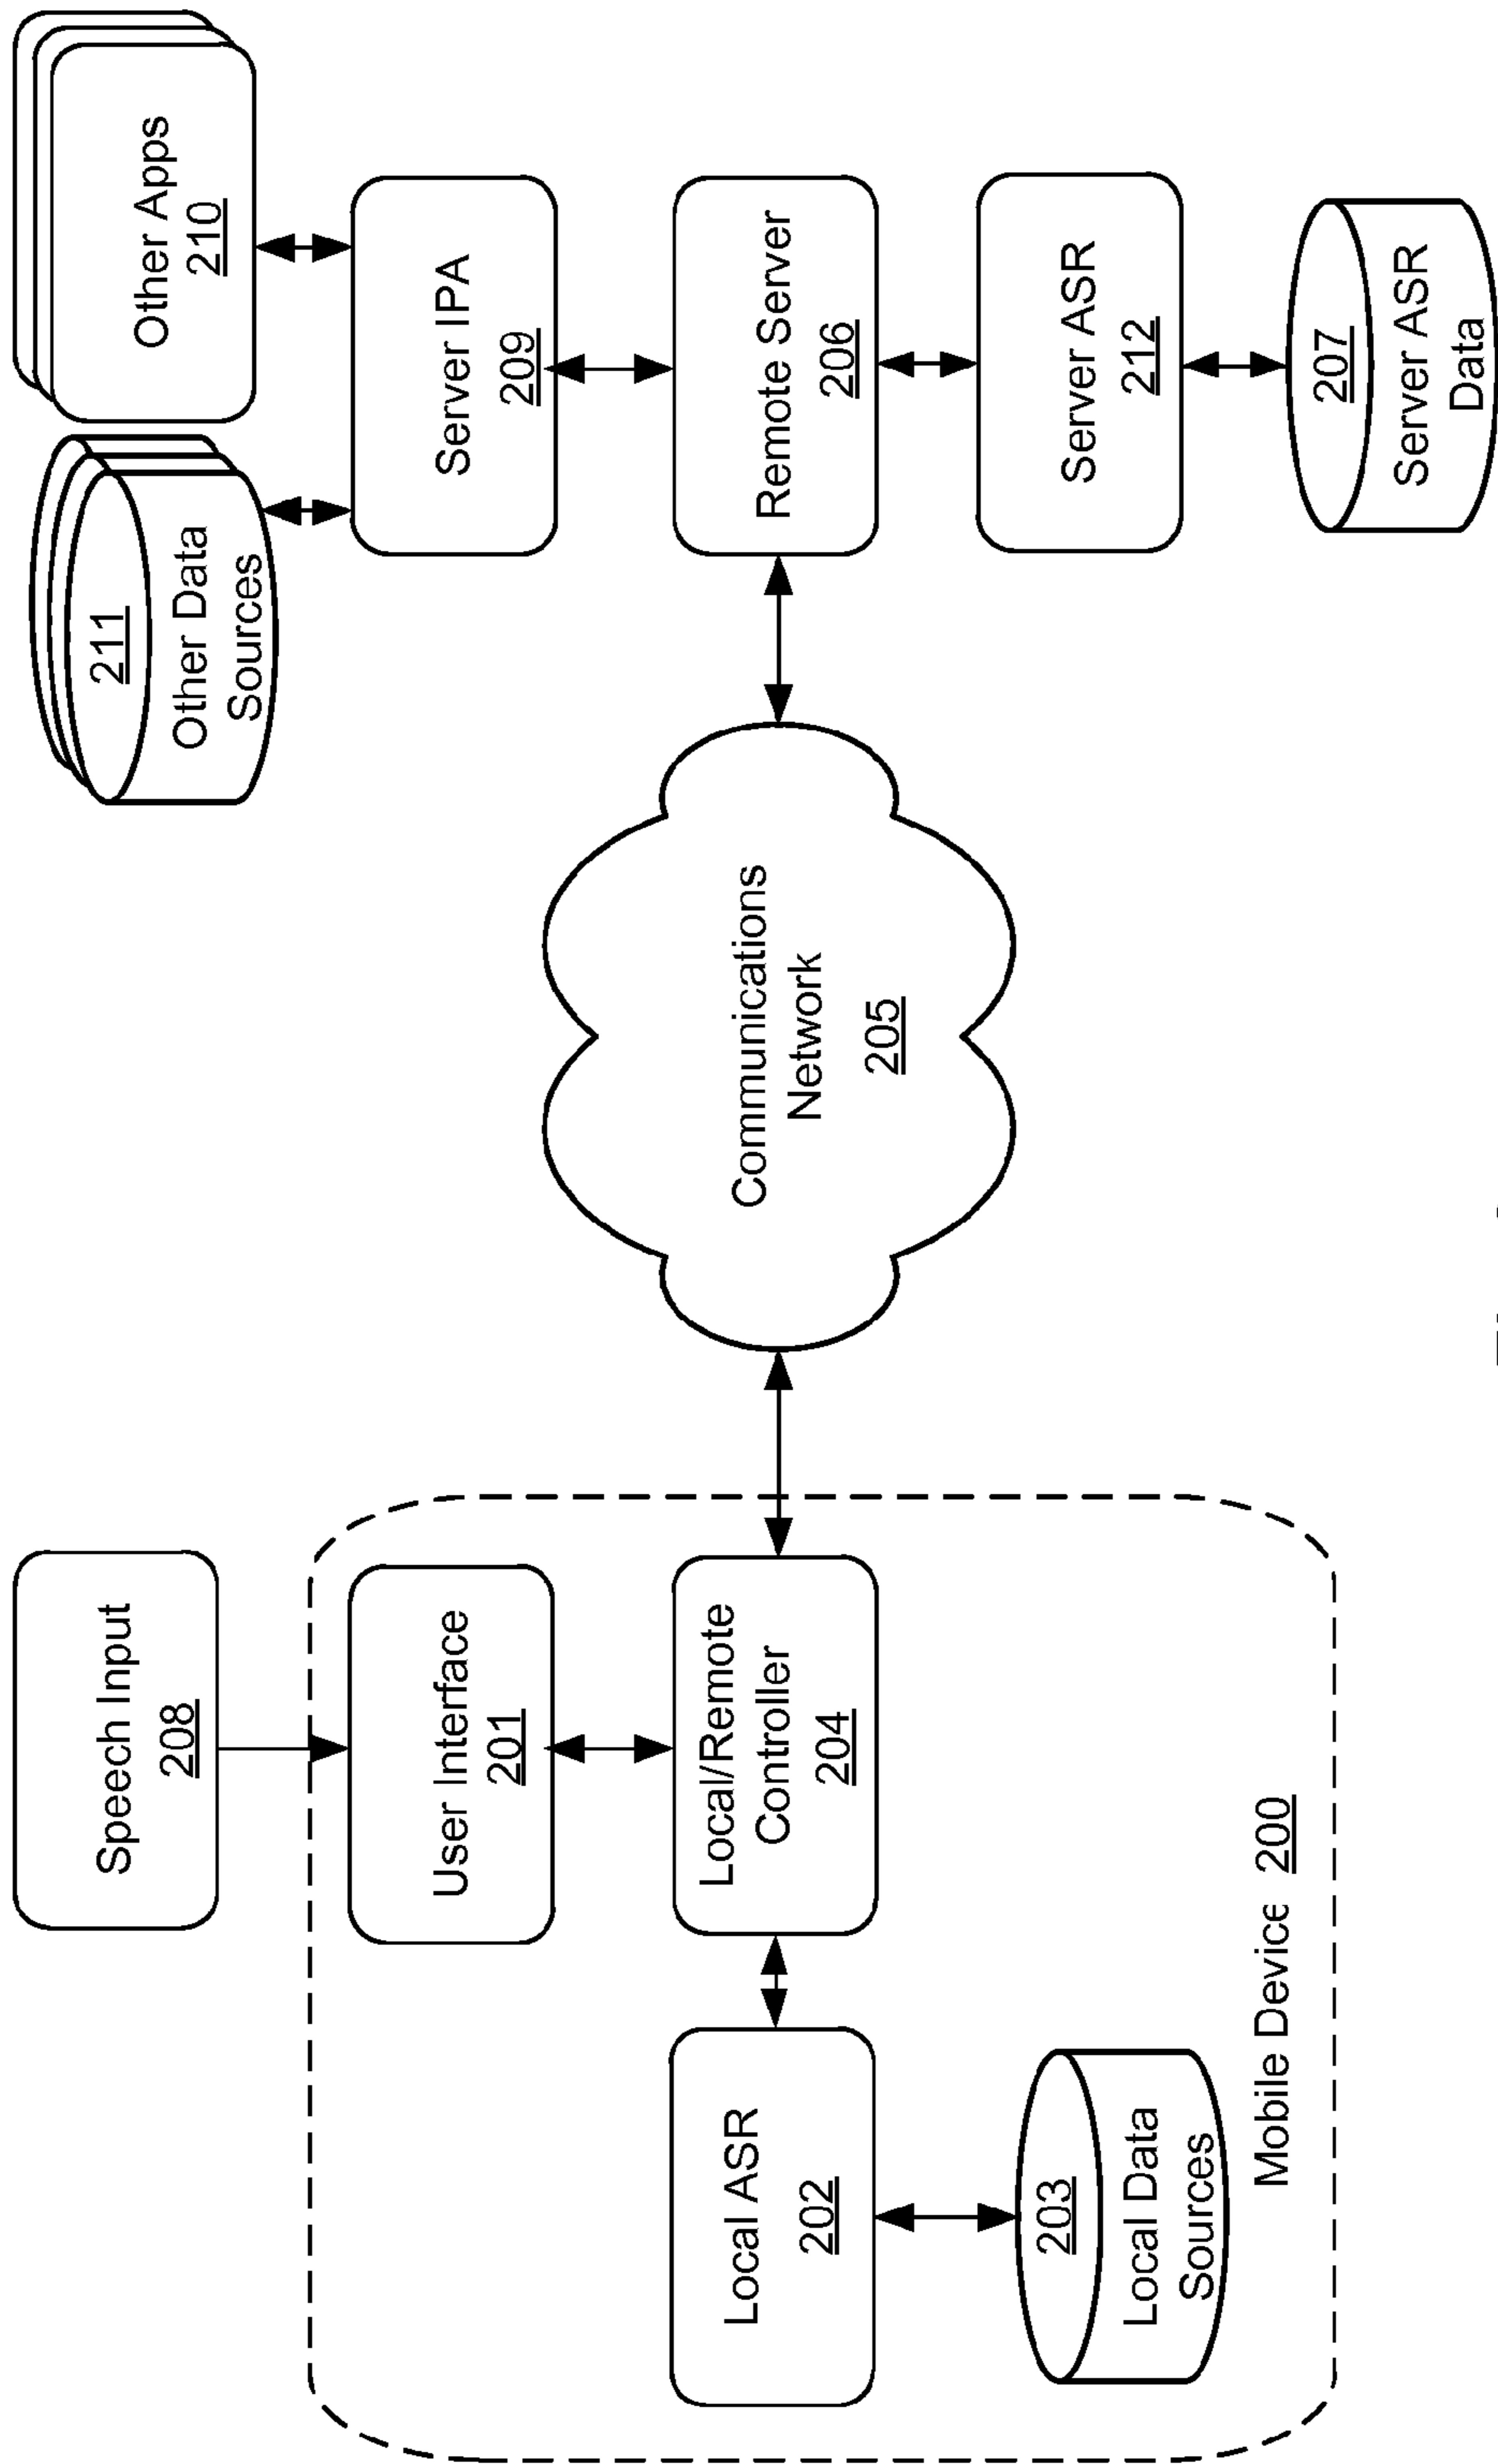 Speech Input
208
User Interface
201
Local/Remote
Controller
204
Local ASR
202
203
Local Data
Sources
Mobile Device 200
Communications
Network
205
211
Other Data
Sources
Other Apps
210
Server IPA
209
Remote Server
206
Server ASR
212
207
Server ASR
Data